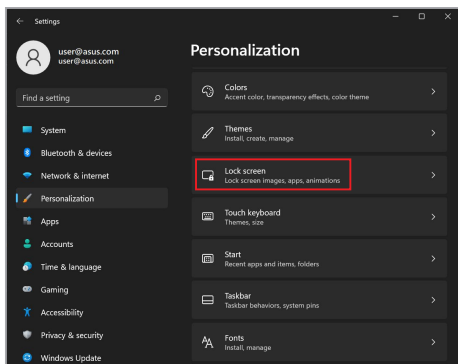 Settings
user@asus.com
user@asus.com
Find a setting
System
Bluetooth & devices
Network & internet
Personalization
Apps
Accounts
Time & language
Gaming
Accessibility
Privacy & security
Windows Update
Personalization
Colors
Accent color, transparency effects, color theme
Themes
Install, create, manage
Lock screen
Lock screen images, apps, animations
Touch keyboard
Themes, size
Start
Recent apps and items, folders
Taskbar
Taskbar behaviors, system pins
Fonts
Install, manage